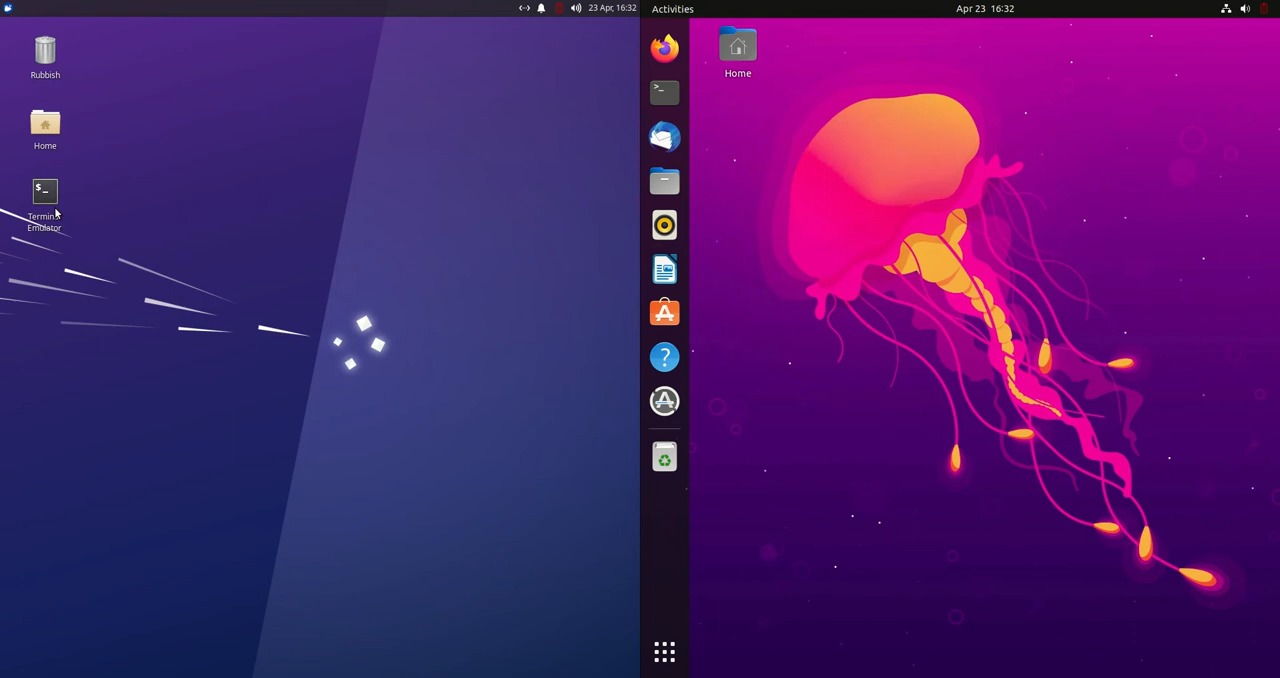 23 Apr, 16:32
Rubbish
Home
$_
Terminal
Emulator
Activities
Apr 23 16:32
Home
>_
?